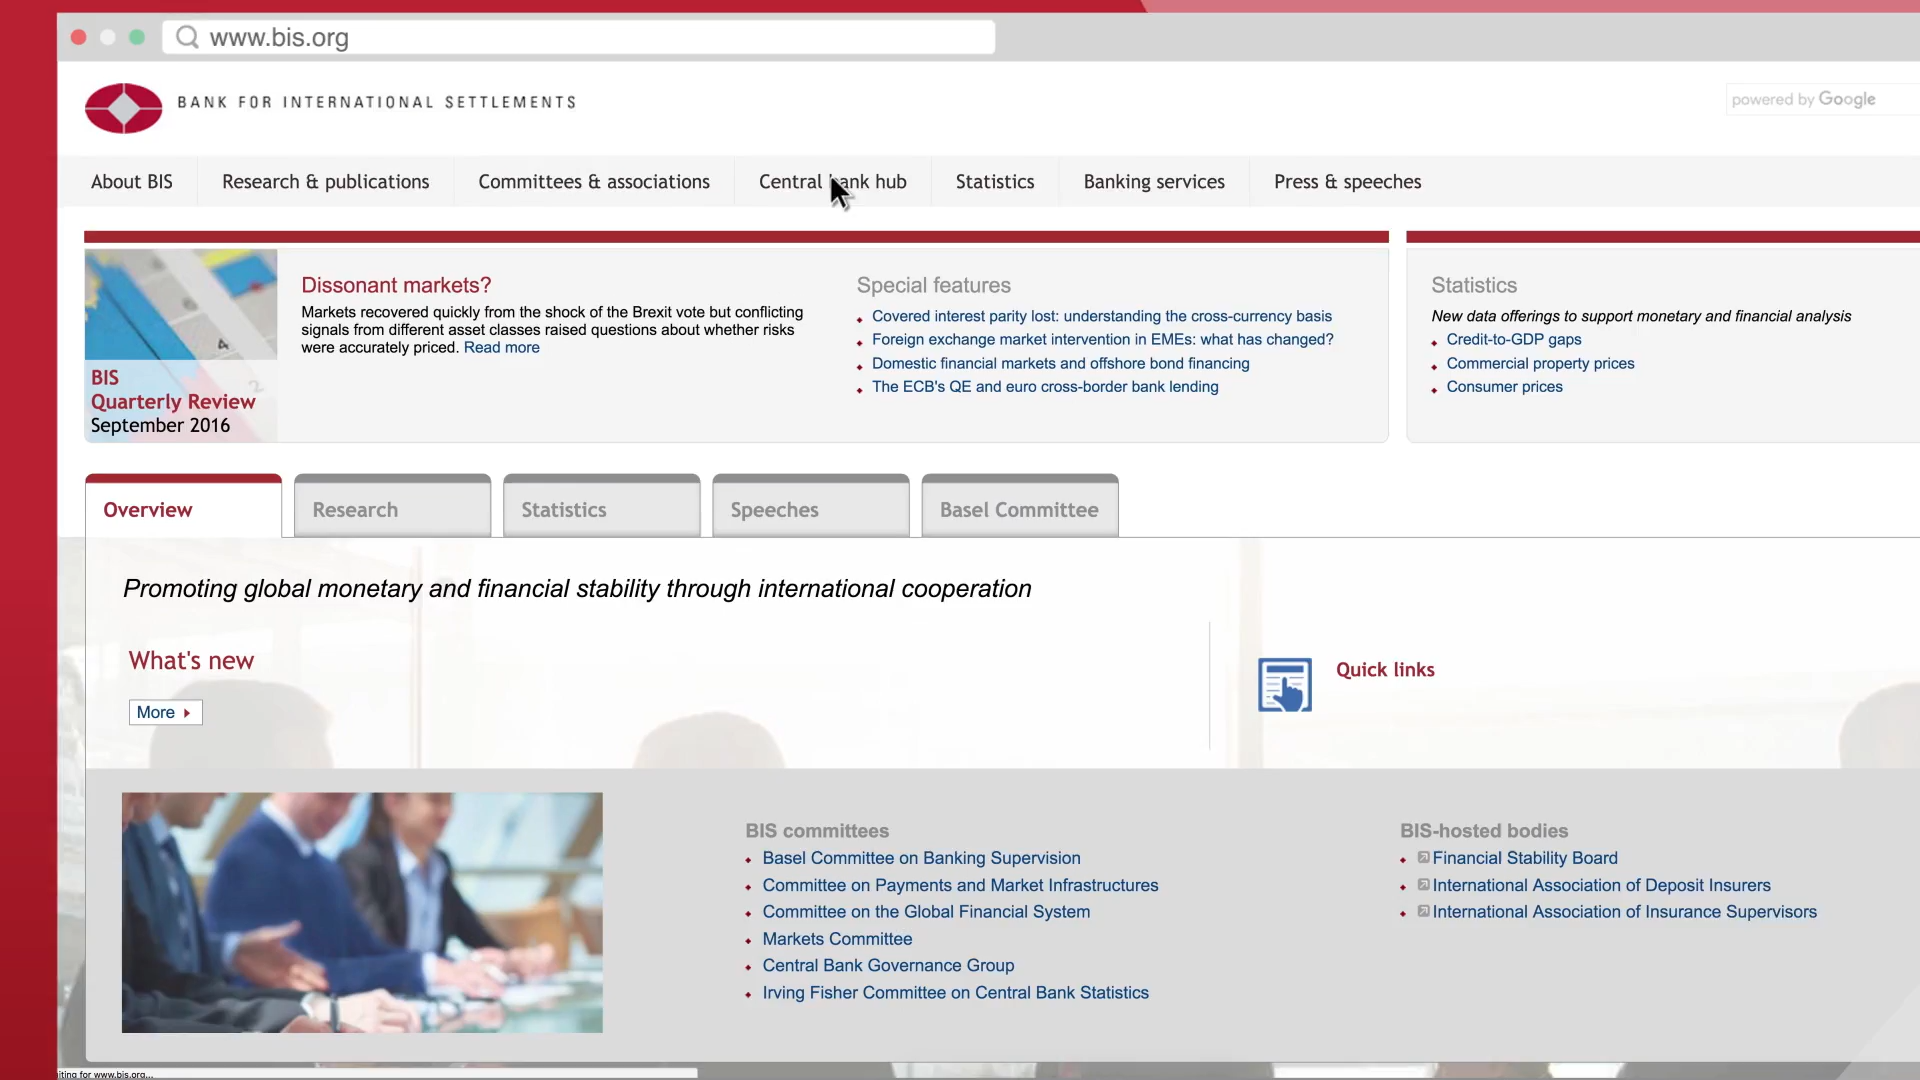 www.bis.org
BANK FOR INTERNATIONAL SETTLEMENTS
powered by Google
About BIS
Research & publications
Committees & associations
Central bank hub
Statistics
Banking services
Press & speeches
BIS
Quarterly Review
September 2016
Dissonant markets?
Markets recovered quickly from the shock of the Brexit vote but conflicting
signals from different asset classes raised questions about whether risks
were accurately priced. Read more
Special features
Covered interest parity lost: understanding the cross-currency basis
Foreign exchange market intervention in EMEs: what has changed?
Domestic financial markets and offshore bond financing
The ECB's QE and euro cross-border bank lending
Statistics
New data offerings to support monetary and financial analysis
Credit-to-GDP gaps
Commercial property prices
Consumer prices
Overview
Research
Statistics
Speeches
Basel Committee
Promoting global monetary and financial stability through international cooperation
What's new
More
Quick links
BIS committees
Basel Committee on Banking Supervision
Committee on Payments and Market Infrastructures
Committee on the Global Financial System
Markets Committee
Central Bank Governance Group
Irving Fisher Committee on Central Bank Statistics
BIS-hosted bodies
Financial Stability Board
International Association of Deposit Insurers
International Association of Insurance Supervisors
iting for www.bis.org...